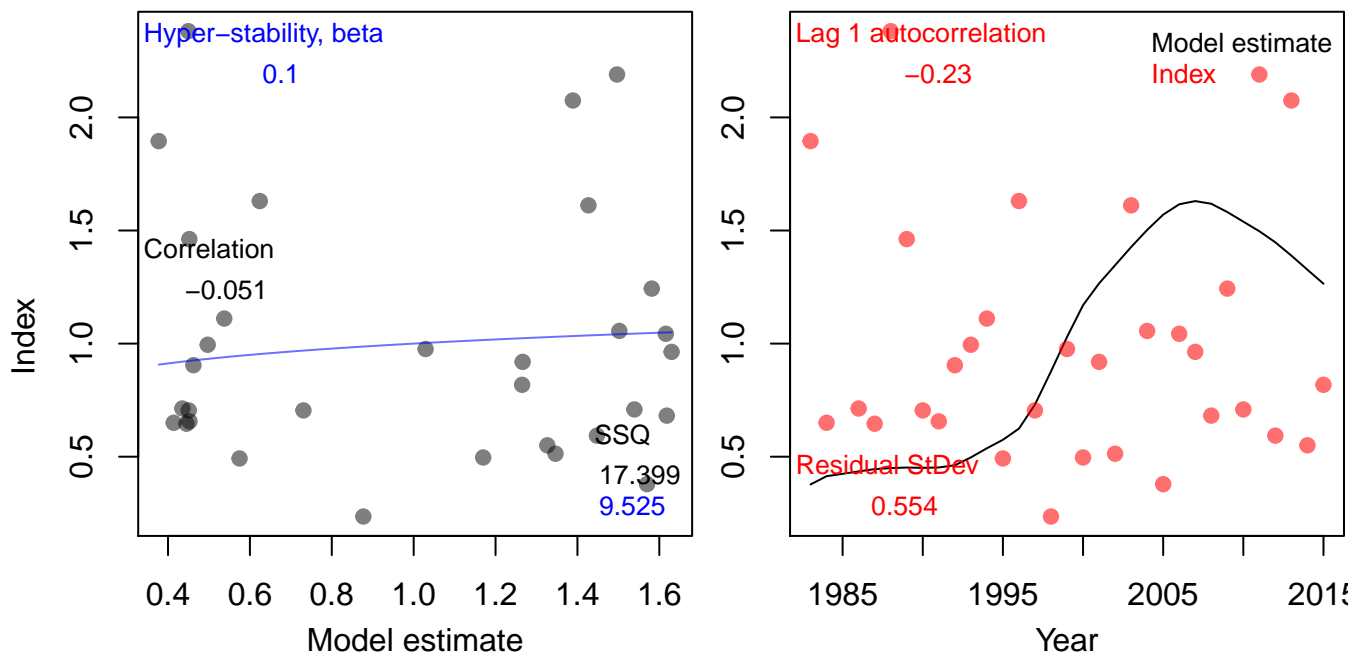 Hyper−stability, beta
0.1
Correlation
−0.051
SSQ
17.399
9.525
0.5 1.0 1.5 2.0
Index
0.4 0.6 0.8 1.0 1.2 1.4 1.6
Model estimate
Lag 1 autocorrelation
−0.23
Model estimate
Index
Residual StDev
0.554
0.5 1.0 1.5 2.0
1985 1995 2005 2015
Year